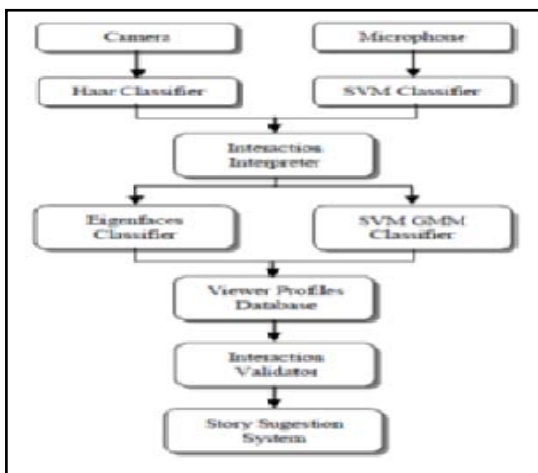 Camera
Microphone
Haar Classifier
SVM Classifier
Interaction
Interpreter
Eigenfaces
Classifier
SVM GMM
Classifier
Viewer Profiles
Database
Interaction
Validator
Story Sugestion
System